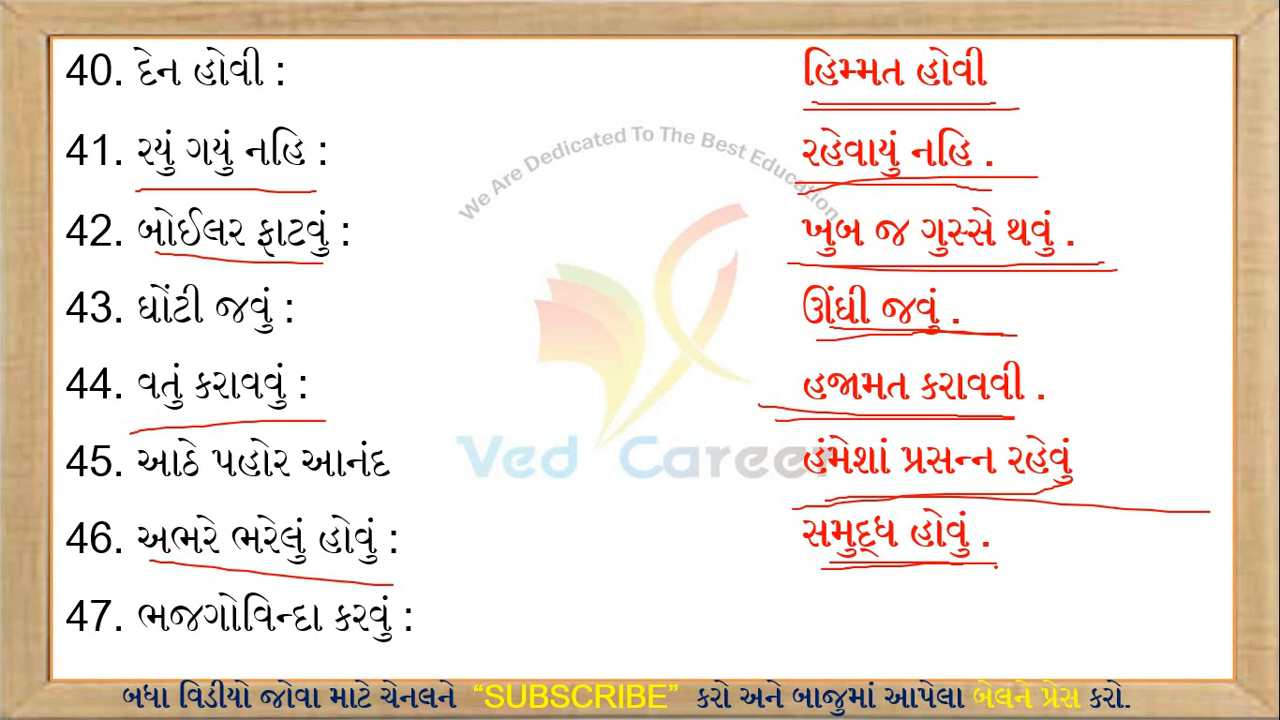 40. દેન હોવી : હિમ્મત હોવી
We Are Dedicated To The Best Education
41. રયું ગયું નહિ : રહેવાયું નહિ .
42. બોઈલર ફાટવું : ખુબ જ ગુસ્સે થવું .
43. ઘોંટી જવું : ઊંઘી જવું .
44. વતું કરાવવું : હજામત કરાવવી .
Ved Career
45. આઠે પહોર આનંદ હંમેશાં પ્રસન્ન રહેવું
46. અભરે ભરેલું હોવું : સમુદ્ધ હોવું .
47. ભજગોવિન્દા કરવું :
બધા વિડીયો જોવા માટે ચેનલને “SUBSCRIBE” કરો અને બાજુમાં આપેલા બેલને પ્રેસ કરો.